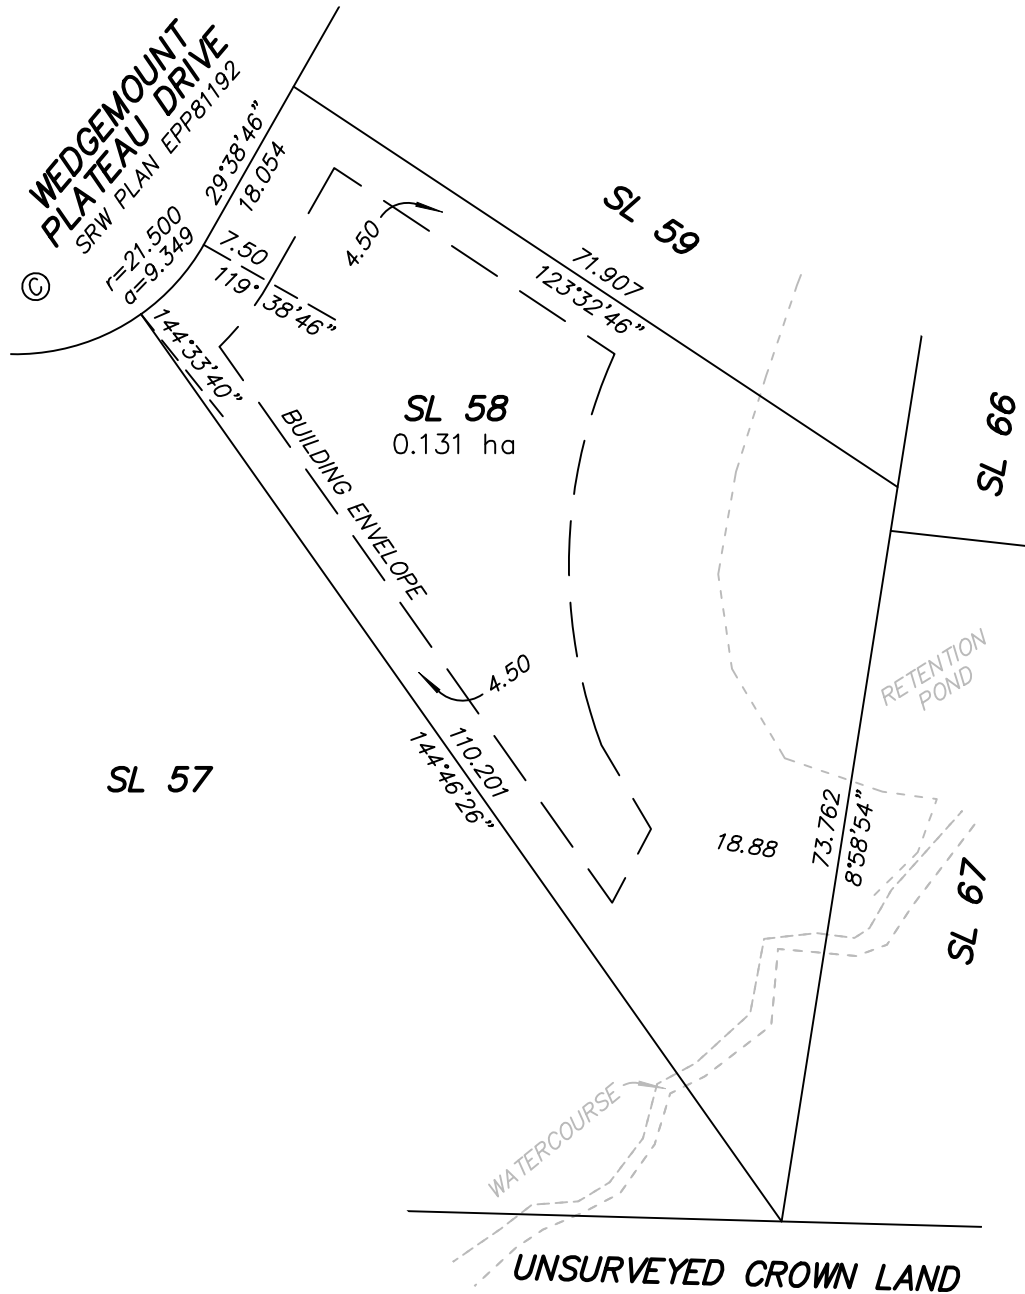 WEDGEMOUNT
PLATEAU DRIVE
SRW PLAN EPP81192
29°38'46"
18.054
r=21.500
a=9.349
©
7.50
119°38'46"
144°33'40"
4.50
SL 59
71.907
123°32'46"
SL 58
0.131 ha
SL 66
BUILDING ENVELOPE
4.50
RETENTION
POND
SL 57
110.201
144°46'26"
18.88
73.762
8°58'54"
SL 67
WATERCOURSE
UNSURVEYED CROWN LAND